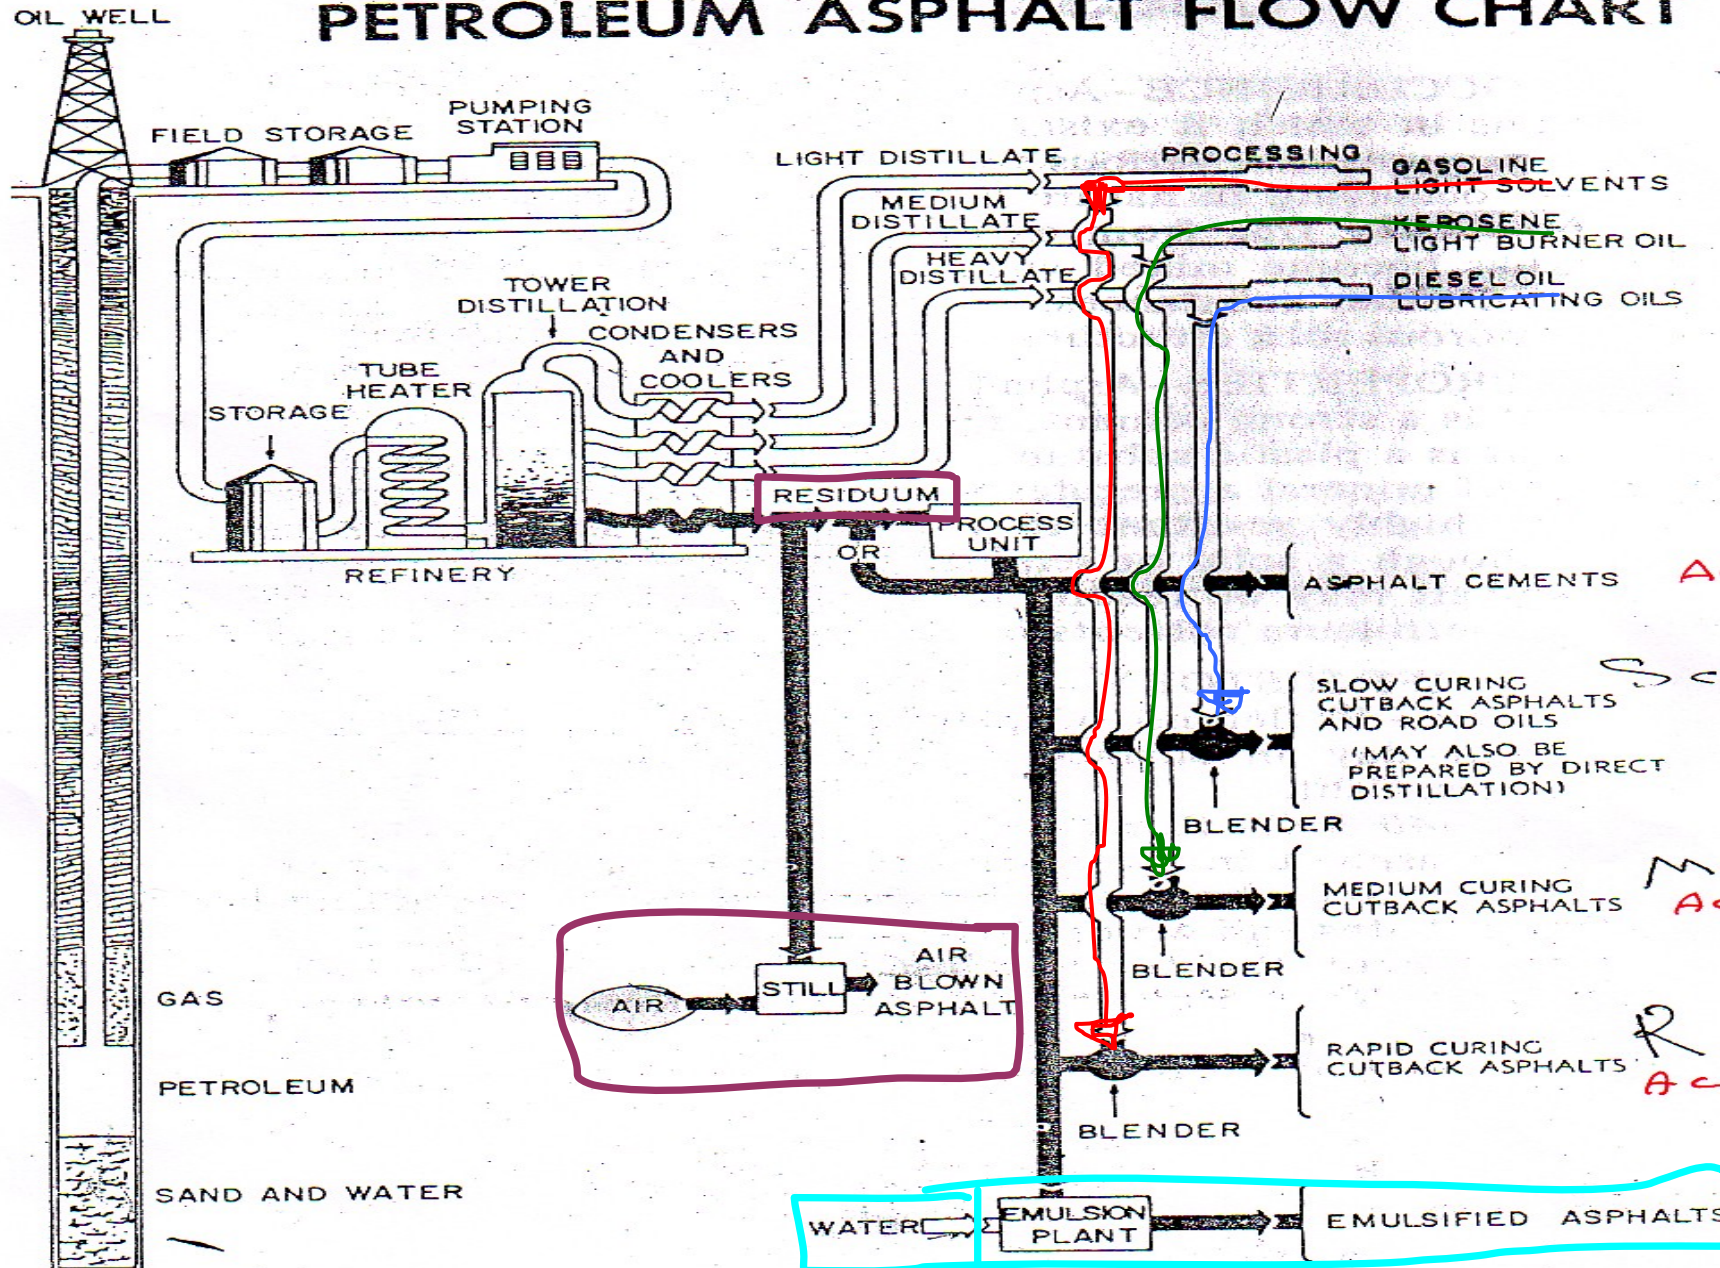 OIL WELL
PETROLEUM ASPHALT FLOW CHART
FIELD STORAGE
PUMPING
STATION
LIGHT DISTILLATE
PROCESSING
GASOLINE
LIGHT SOLVENTS
MEDIUM
DISTILLATE
KEROSENE
LIGHT BURNER OIL
HEAVY
DISTILLATE
DIESEL OIL
LUBRICATING OILS
TOWER
DISTILLATION
CONDENSERS
AND
COOLERS
TUBE
HEATER
STORAGE
RESIDUUM
PROCESS
UNIT
OR
REFINERY
ASPHALT CEMENTS
A
SLOW CURING
CUTBACK ASPHALTS
AND ROAD OILS
(MAY ALSO BE
PREPARED BY DIRECT
DISTILLATION)
SC
BLENDER
MEDIUM CURING
CUTBACK ASPHALTS
M
AC
BLENDER
AIR
STILL
AIR
BLOWN
ASPHALT
GAS
RAPID CURING
CUTBACK ASPHALTS
R
AC
PETROLEUM
BLENDER
SAND AND WATER
WATER
EMULSION
PLANT
EMULSIFIED ASPHALTS